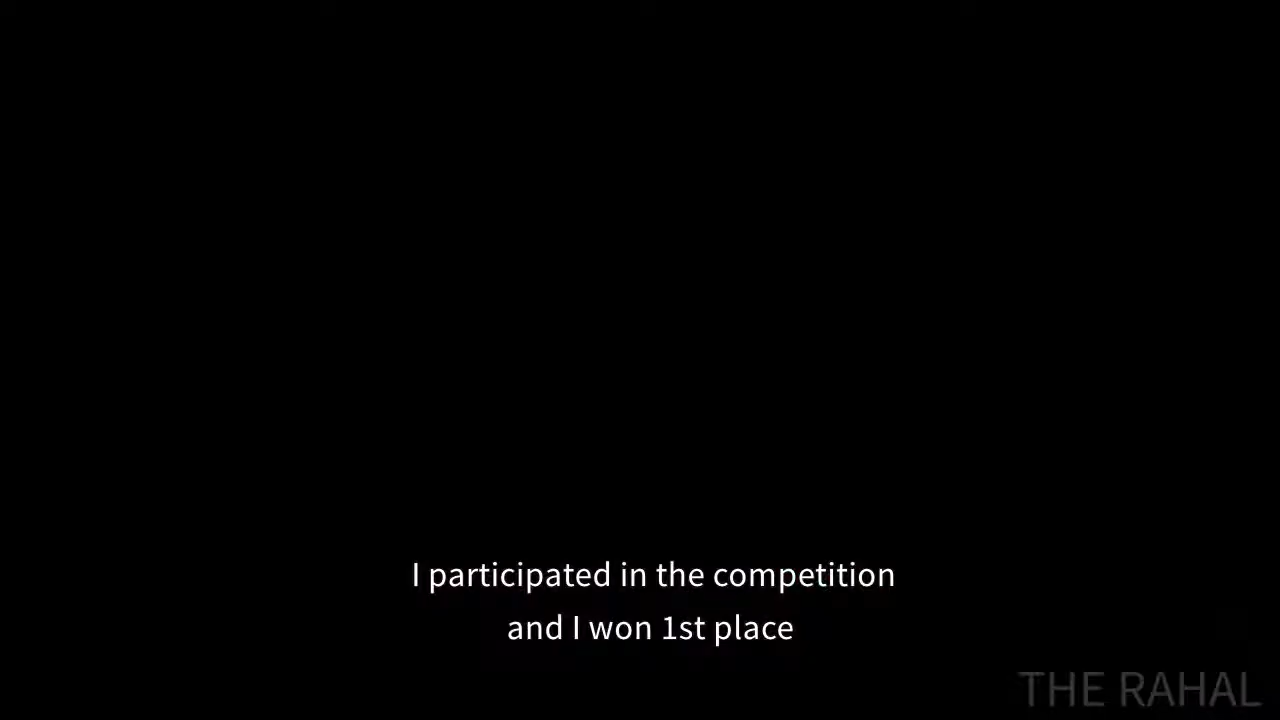 I participated in the competition
and I won 1st place
THE RAHAL